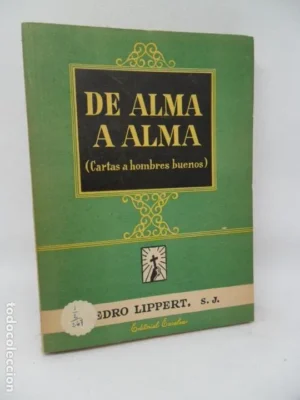 DE ALMA
A ALMA
(Cartas a hombres buenos)
EDRO LIPPERT, S. J.
Editorial
todocoleccion